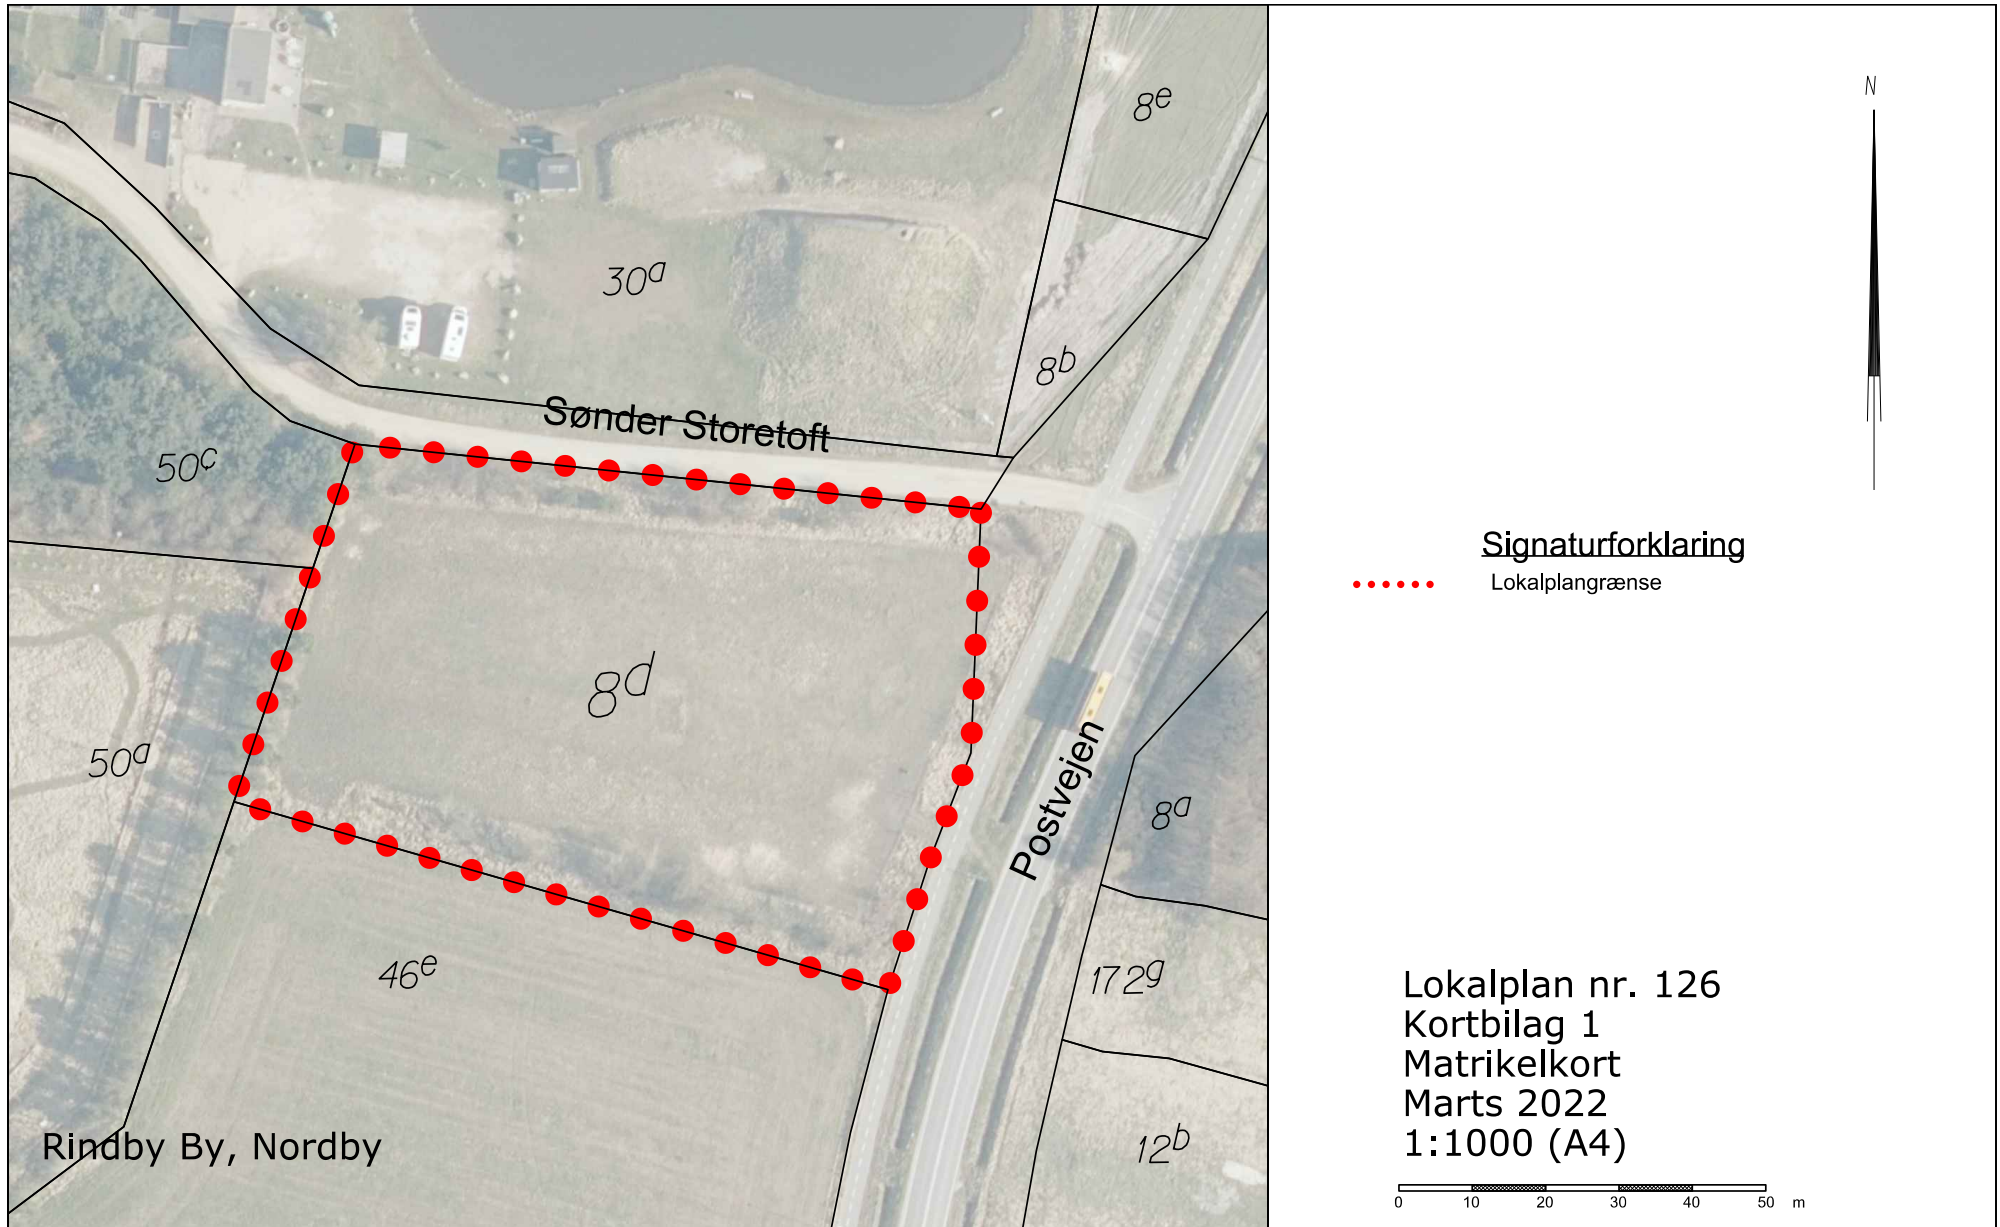 8e
N
30a
8b
Sønder Storetoft
50c
Signaturforklaring
Lokalplangrænse
8d
50a
Postvejen
8a
46e
172g
Lokalplan nr. 126
Kortbilag 1
Matrikelkort
Marts 2022
1:1000 (A4)
12b
Rindby By, Nordby
0 10 20 30 40 50 m